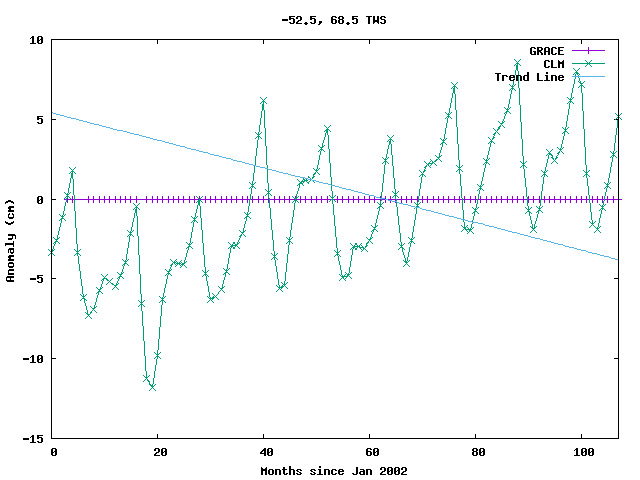 -52.5, 68.5 TWS
GRACE
CLM
Trend Line
10
5
0
-5
-10
-15
Anomaly (cm)
0 20 40 60 80 100
Months since Jan 2002